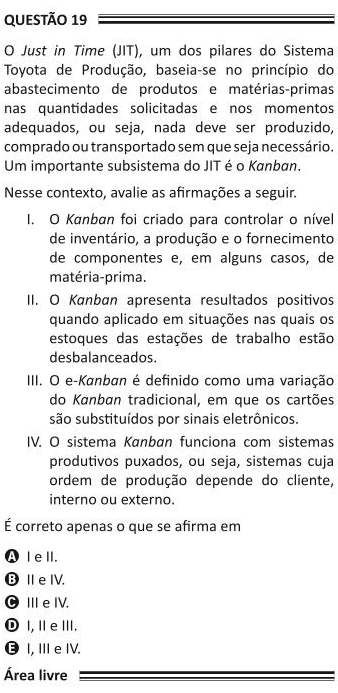 QUESTÃO 19
O Just in Time (JIT), um dos pilares do Sistema
Toyota de Produção, baseia-se no princípio do
abastecimento de produtos e matérias-primas
nas quantidades solicitadas e nos momentos
adequados, ou seja, nada deve ser produzido,
comprado ou transportado sem que seja necessário.
Um importante subsistema do JIT é o Kanban.
Nesse contexto, avalie as afirmações a seguir.
I. O Kanban foi criado para controlar o nível
de inventário, a produção e o fornecimento
de componentes e, em alguns casos, de
matéria-prima.
II. O Kanban apresenta resultados positivos
quando aplicado em situações nas quais os
estoques das estações de trabalho estão
desbalanceados.
III. O e-Kanban é definido como uma variação
do Kanban tradicional, em que os cartões
são substituídos por sinais eletrônicos.
IV. O sistema Kanban funciona com sistemas
produtivos puxados, ou seja, sistemas cuja
ordem de produção depende do cliente,
interno ou externo.
É correto apenas o que se afirma em
A I e II.
B II e IV.
C III e IV.
D I, II e III.
E I, III e IV.
Área livre